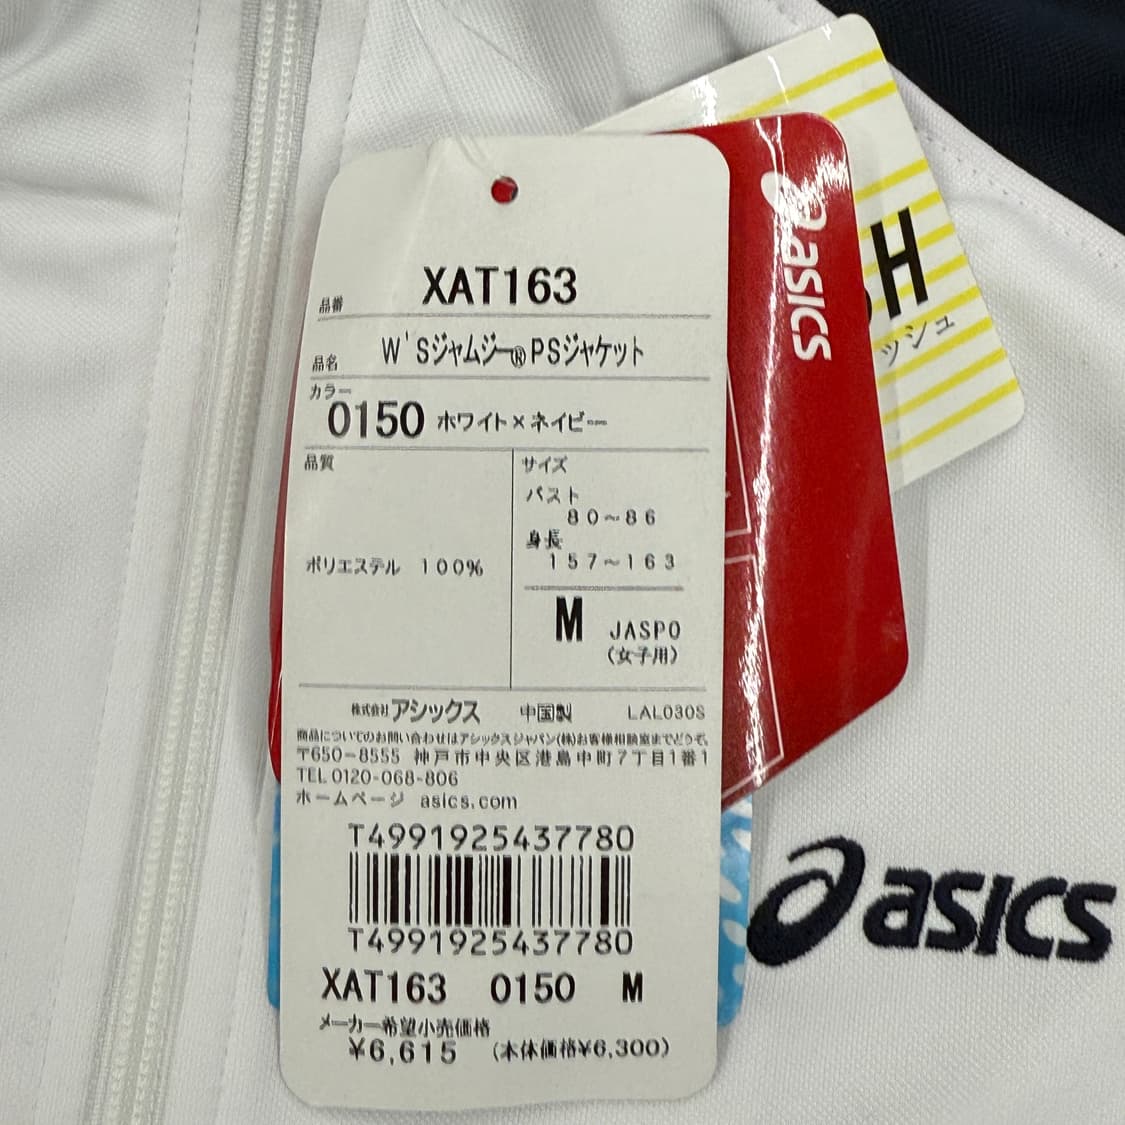 品番 XAT163
品名 W'SジャムジーⓇPSジャケット
カラー
0150 ホワイト×ネイビー
品質
ポリエステル 100%
サイズ
バスト
80～86
身長
157～163
M JASPO
(女子用)
株式会社アシックス 中国製 LAL030S
商品についてのお問い合わせはアシックスジャパン(株)お客様相談室までどうぞ。
〒650-8555 神戸市中央区港島中町7丁目1番1
TEL 0120-068-806
ホームページ asics.com
T4991925437780
T4991925437780
XAT163 0150 M
メーカー希望小売価格
¥6,615 (本体価格¥6,300)
asics
H
ッシュ
asics